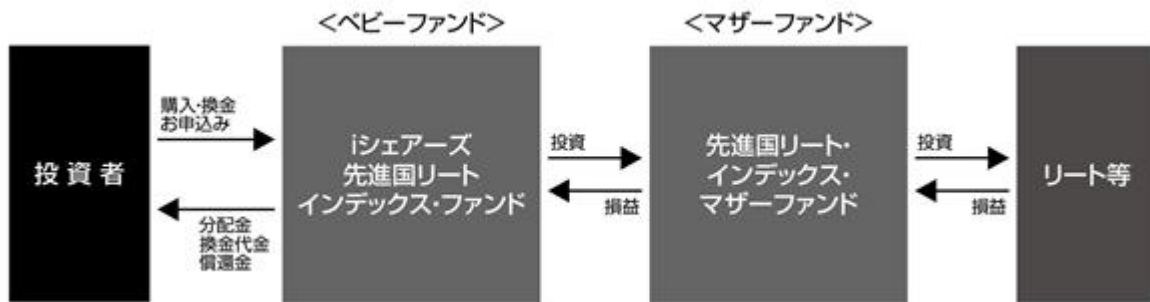 <ベビーファンド>
<マザーファンド>
投資者
購入・換金
お申込み
分配金
換金代金
償還金
iシェアーズ
先進国リート
インデックス・ファンド
投資
損益
先進国リート・
インデックス・
マザーファンド
投資
損益
リート等